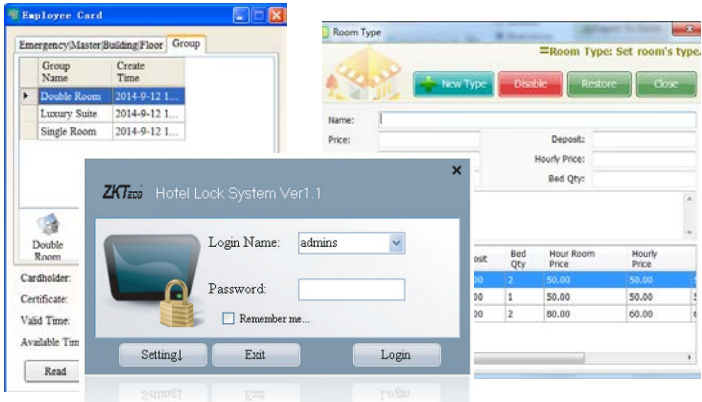 Employee Card
Emergency Master Building Floor Group
Group Name Create Time
Double Room 2014-9-12 1...
Luxury Suite 2014-9-12 1...
Single Room 2014-9-12 1...
Double Room
Cardholder:
Certificate:
Valid Time:
Available Tim
Read
Room Type
=Room Type: Set room's type.
New Type Disable Restore Close
Name:
Price: Deposit:
Hourly Price:
Bed Qty:
Bed Qty Hour Room Price Hourly Price
00 2 50.00 50.00
00 1 50.00 50.00
00 2 80.00 60.00
ZKTeco Hotel Lock System Ver1.1
Login Name: admins
Password:
Remember me...
Setting↓ Exit Login